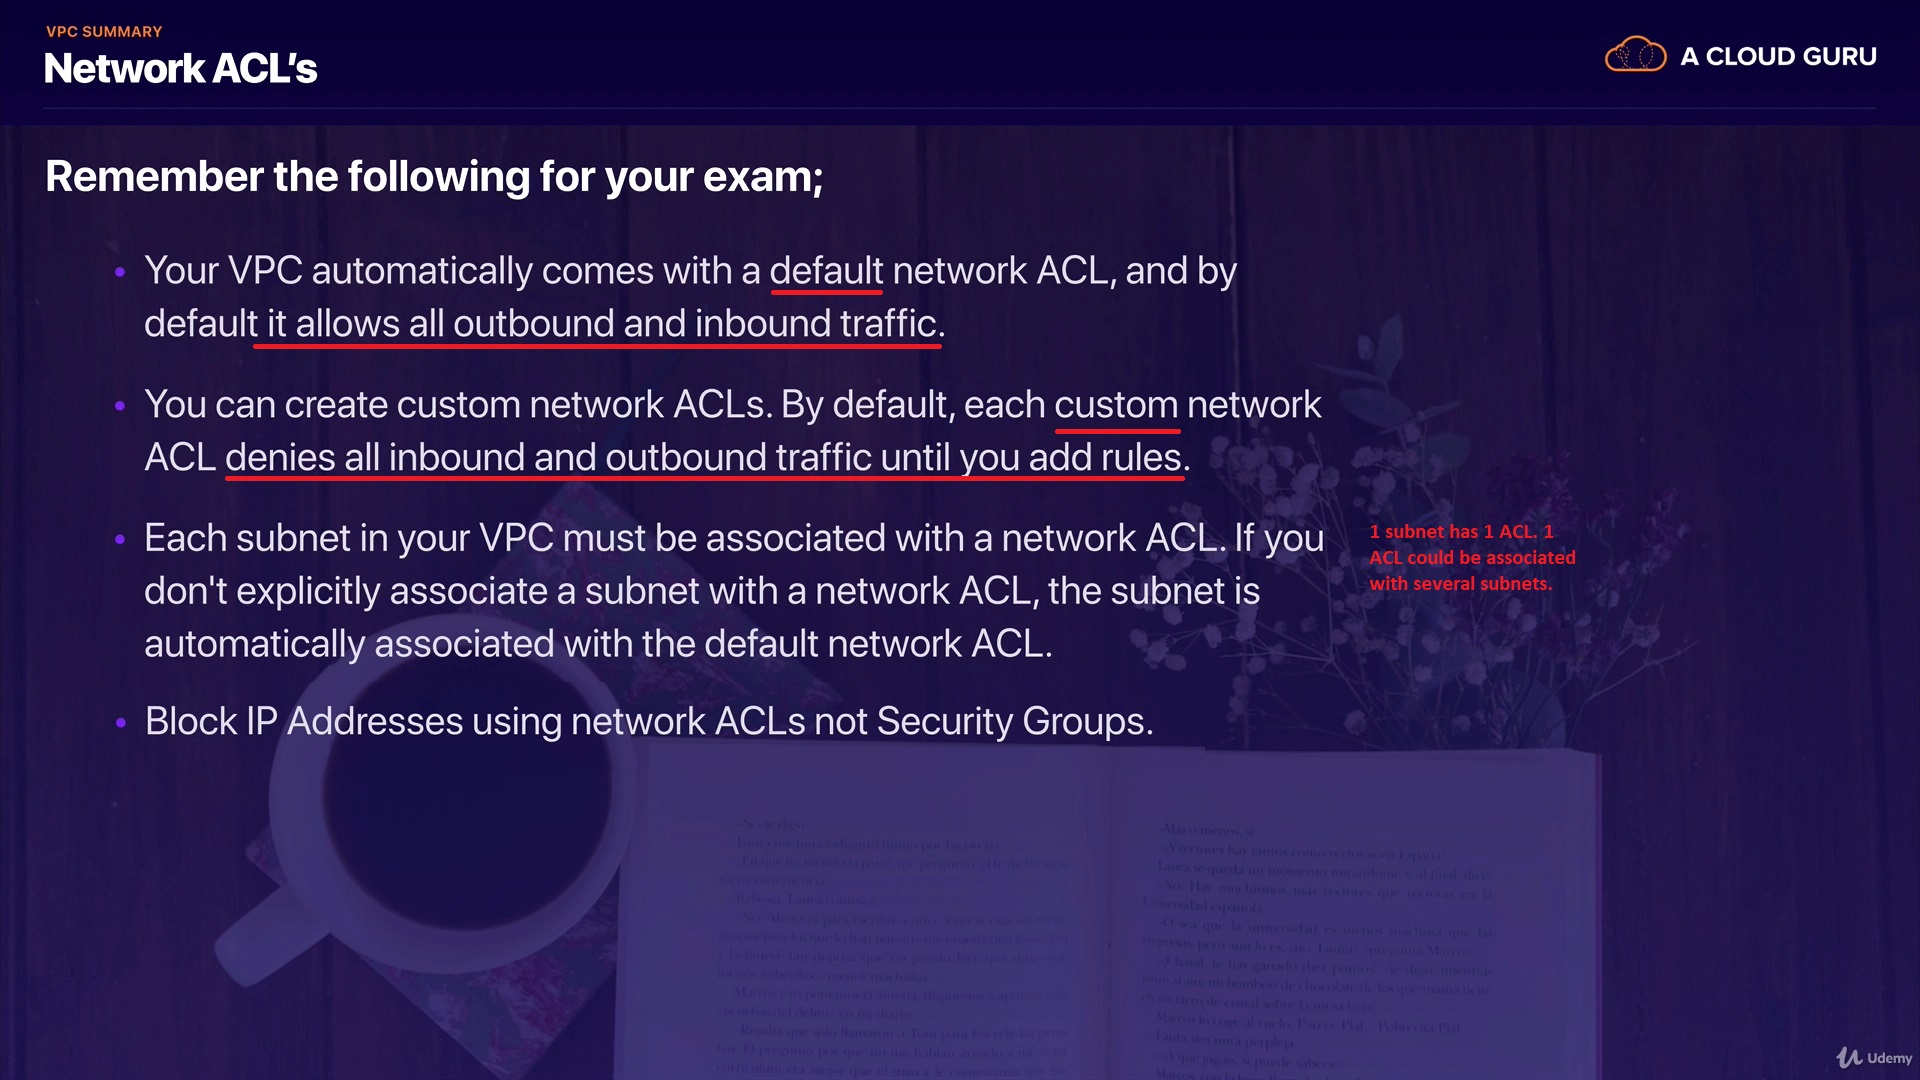 VPC SUMMARY
Network ACL's
A CLOUD GURU
Remember the following for your exam;
• Your VPC automatically comes with a default network ACL, and by
default it allows all outbound and inbound traffic.
• You can create custom network ACLs. By default, each custom network
ACL denies all inbound and outbound traffic until you add rules.
• Each subnet in your VPC must be associated with a network ACL. If you
don't explicitly associate a subnet with a network ACL, the subnet is
automatically associated with the default network ACL.
1 subnet has 1 ACL. 1
ACL could be associated
with several subnets.
• Block IP Addresses using network ACLs not Security Groups.
Udemy